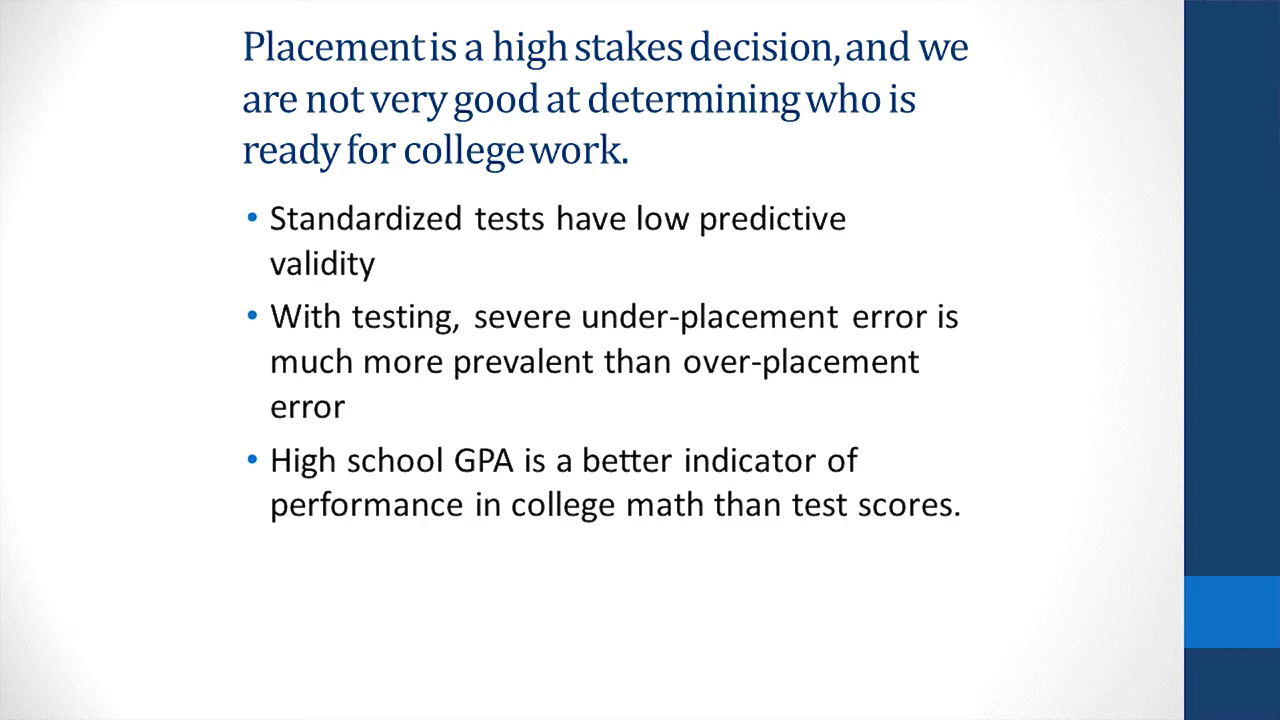 Placement is a high stakes decision, and we
are not very good at determining who is
ready for college work.
• Standardized tests have low predictive
validity
• With testing, severe under-placement error is
much more prevalent than over-placement
error
• High school GPA is a better indicator of
performance in college math than test scores.